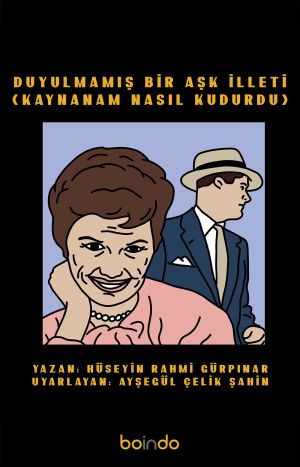 DUYULMAMIŞ BİR AŞK İLLETİ
(KAYNANAM NASIL KUDURDU)
YAZAN: HÜSEYİN RAHMİ GÜRPINAR
UYARLAYAN: AYŞEGÜL ÇELİK ŞAHİN
boindo